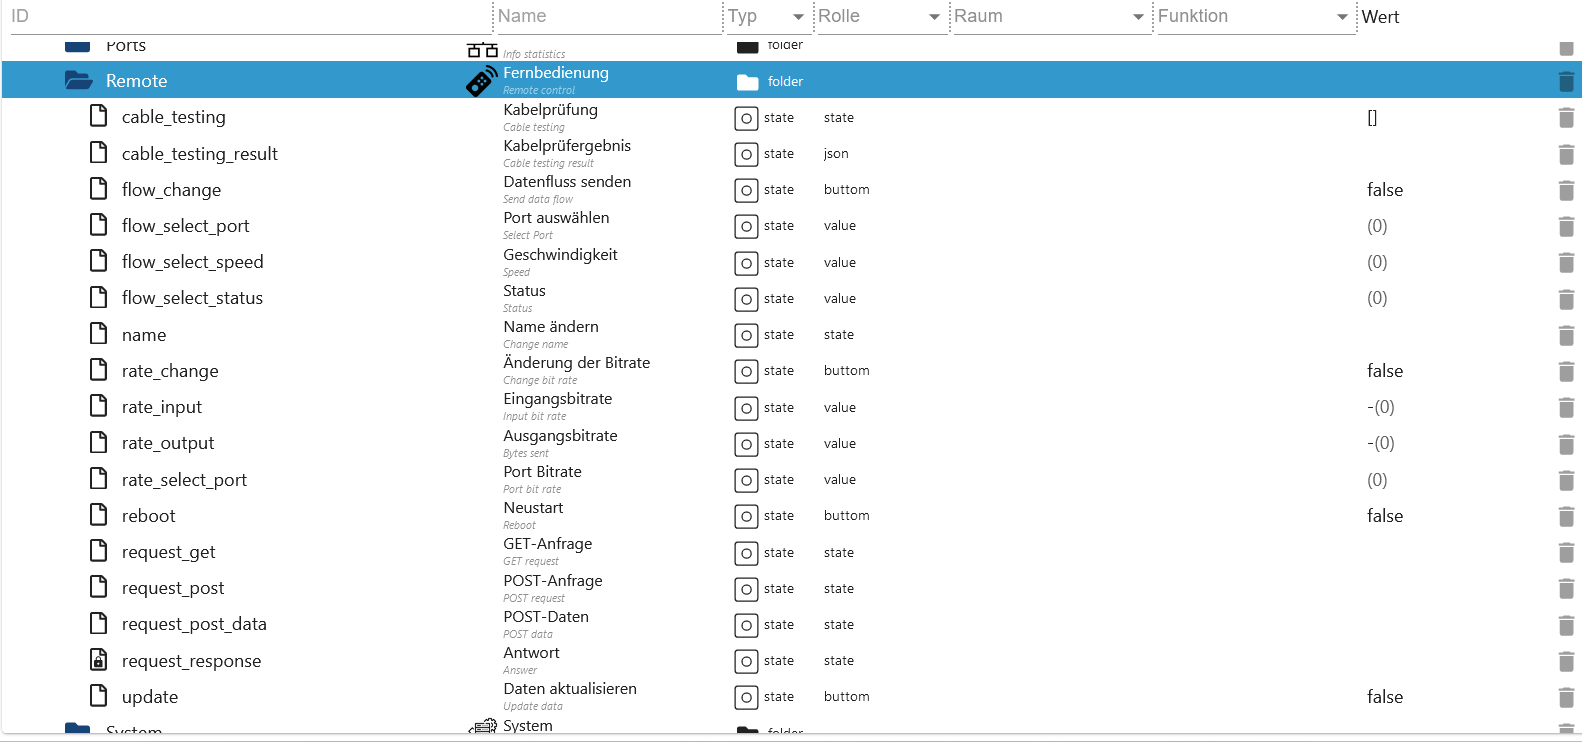 ID Name Typ Rolle Raum Funktion Wert
Ports Info statistics folder
Remote Fernbedienung folder
Remote control
cable_testing Kabelprüfung state state []
Cable testing
cable_testing_result Kabelprüfergebnis state json
Cable testing result
flow_change Datenfluss senden state buttom false
Send data flow
flow_select_port Port auswählen state value (0)
Select Port
flow_select_speed Geschwindigkeit state value (0)
Speed
flow_select_status Status state value (0)
Status
name Name ändern state state
Change name
rate_change Änderung der Bitrate state buttom false
Change bit rate
rate_input Eingangsbitrate state value -(0)
Input bit rate
rate_output Ausgangsbitrate state value -(0)
Bytes sent
rate_select_port Port Bitrate state value (0)
Port bit rate
reboot Neustart state buttom false
Reboot
request_get GET-Anfrage state state
GET request
request_post POST-Anfrage state state
POST request
request_post_data POST-Daten state state
POST data
request_response Antwort state state
Answer
update Daten aktualisieren state buttom false
Update data
System System folder